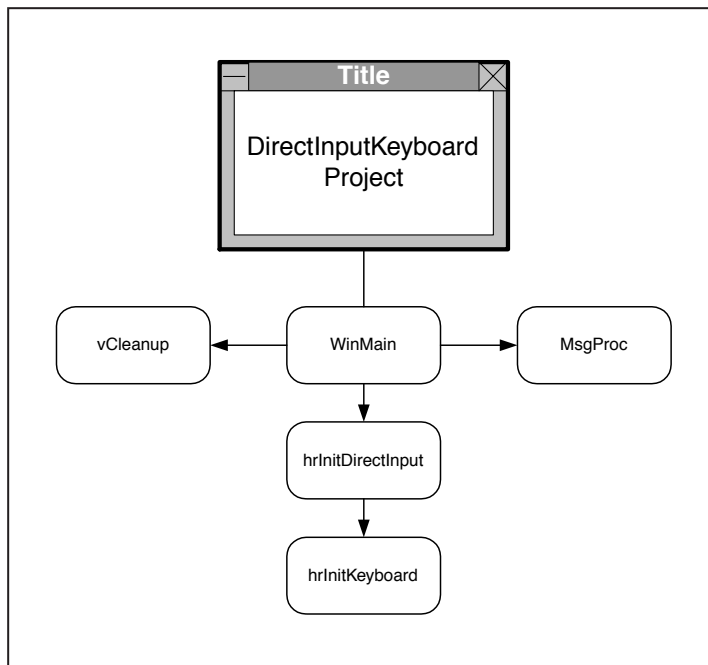 Title
DirectInputKeyboard
Project
vCleanup
WinMain
MsgProc
hrInitDirectInput
hrInitKeyboard